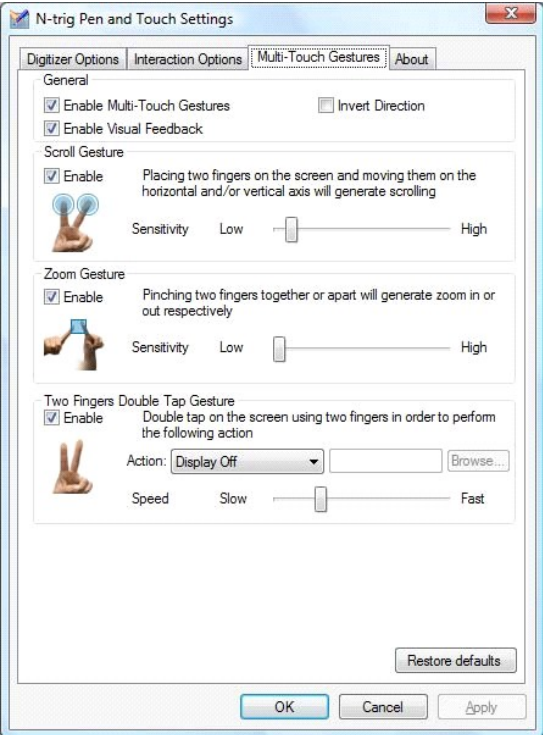 N-trig Pen and Touch Settings
Digitizer Options Interaction Options Multi-Touch Gestures About
General
Enable Multi-Touch Gestures Invert Direction
Enable Visual Feedback
Scroll Gesture
Enable Placing two fingers on the screen and moving them on the
horizontal and/or vertical axis will generate scrolling
Sensitivity Low High
Zoom Gesture
Enable Pinching two fingers together or apart will generate zoom in or
out respectively
Sensitivity Low High
Two Fingers Double Tap Gesture
Enable Double tap on the screen using two fingers in order to perform
the following action
Action: Display Off Browse...
Speed Slow Fast
Restore defaults
OK Cancel Apply